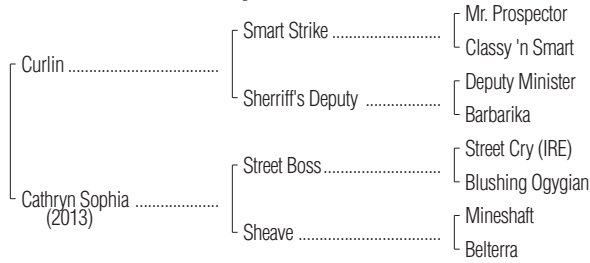 Mr. Prospector
Smart Strike ......................
Classy 'n Smart
Curlin ..............................
Deputy Minister
Sherriff's Deputy ...............
Barbarika
Street Cry (IRE)
Street Boss........................
Blushing Ogygian
Cathryn Sophia .................
(2013)
Mineshaft
Sheave .............................
Belterra